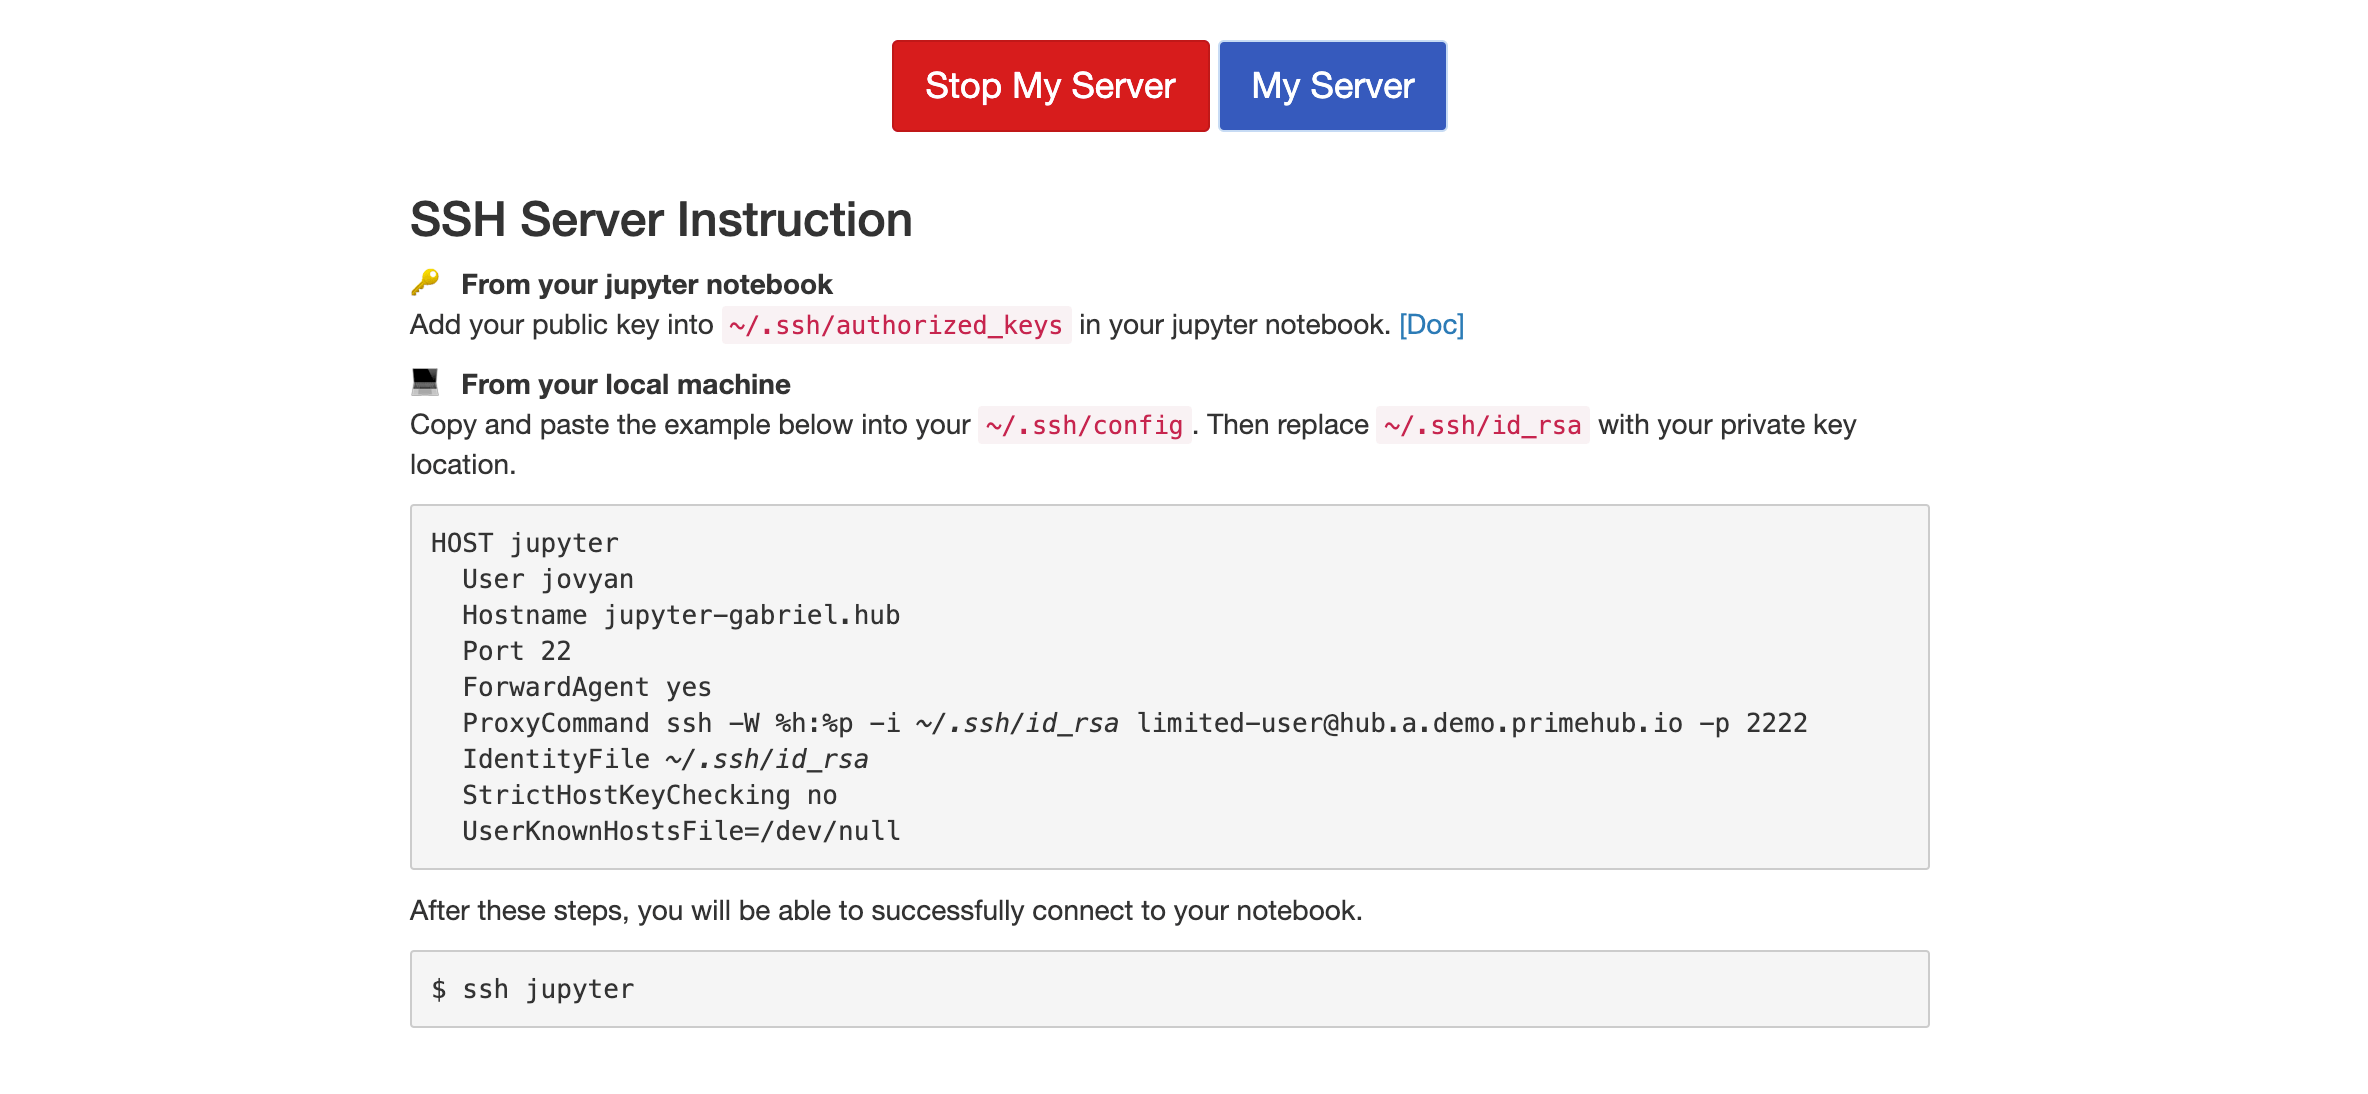 Stop My Server My Server
SSH Server Instruction
🔑 From your jupyter notebook
Add your public key into ~/.ssh/authorized_keys in your jupyter notebook. [Doc]
💻 From your local machine
Copy and paste the example below into your ~/.ssh/config . Then replace ~/.ssh/id_rsa with your private key
location.
HOST jupyter
  User jovyan
  Hostname jupyter-gabriel.hub
  Port 22
  ForwardAgent yes
  ProxyCommand ssh -W %h:%p -i ~/.ssh/id_rsa limited-user@hub.a.demo.primehub.io -p 2222
  IdentityFile ~/.ssh/id_rsa
  StrictHostKeyChecking no
  UserKnownHostsFile=/dev/null
After these steps, you will be able to successfully connect to your notebook.
$ ssh jupyter